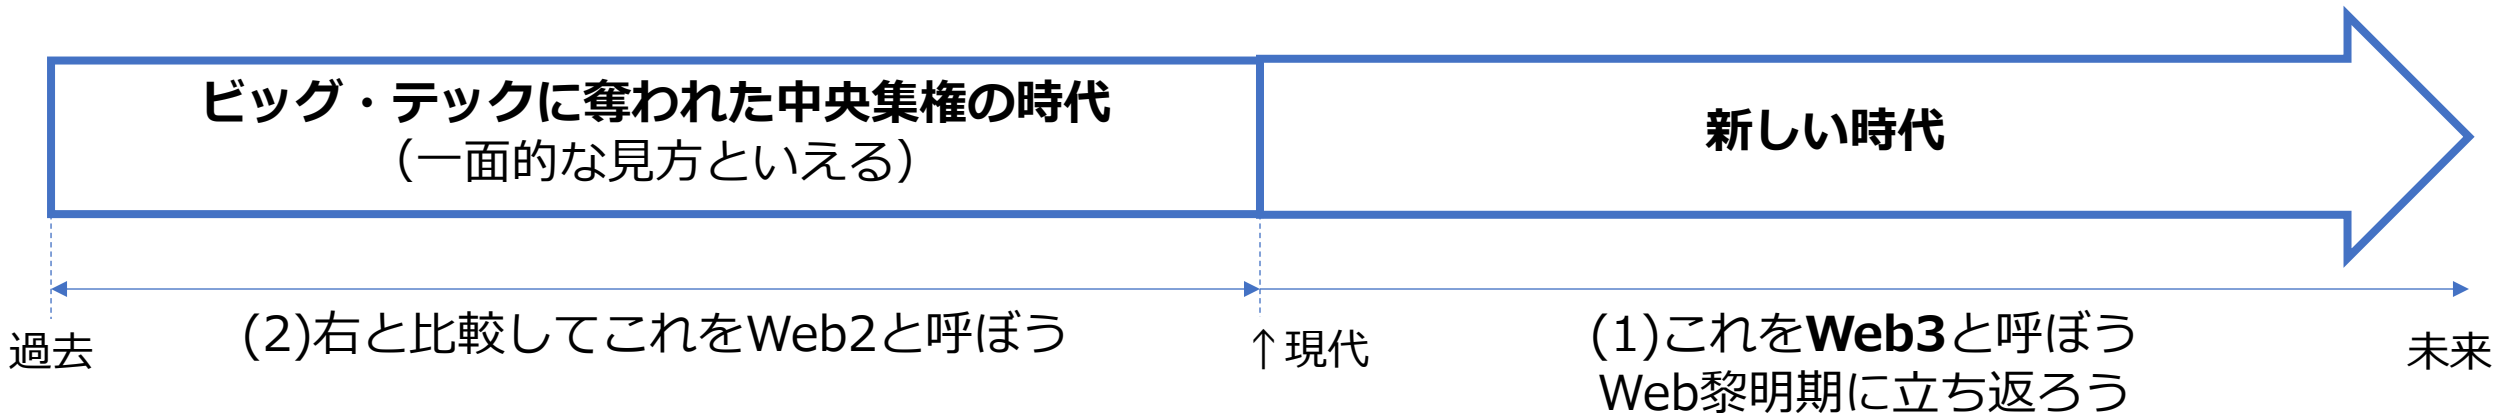 ビッグ・テックに奪われた中央集権の時代
（一面的な見方といえる）
新しい時代
過去
(2)右と比較してこれをWeb2と呼ぼう
↑現代
(1)これをWeb3と呼ぼう
Web黎明期に立返ろう
未来